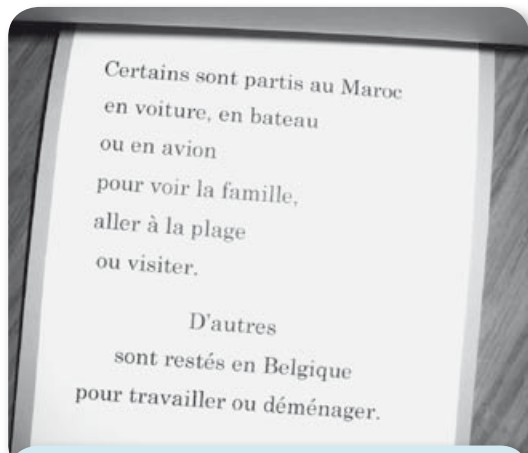 Certains sont partis au Maroc
en voiture, en bateau
ou en avion
pour voir la famille,
aller à la plage
ou visiter.
D'autres
sont restés en Belgique
pour travailler ou déménager.